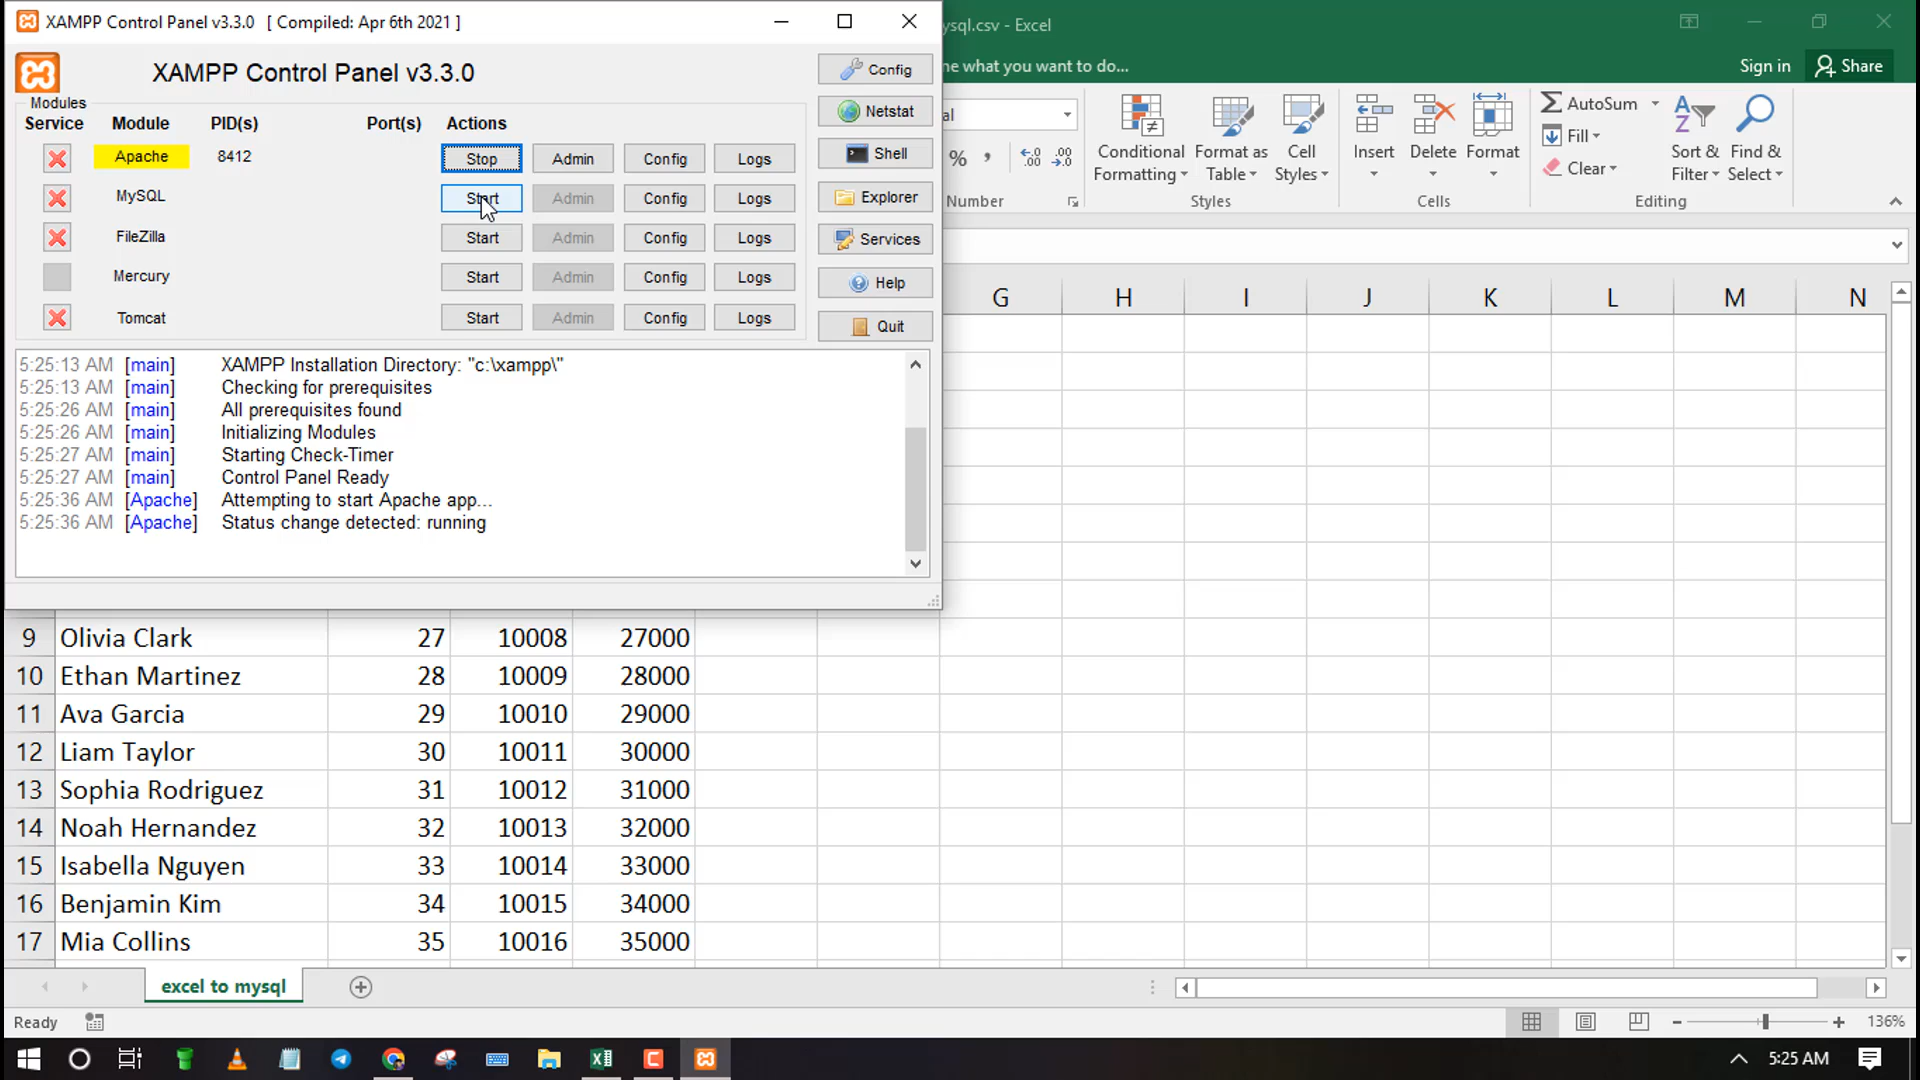 XAMPP Control Panel v3.3.0 [ Compiled: Apr 6th 2021 ]
ysql.csv - Excel
XAMPP Control Panel v3.3.0
Config
me what you want to do...
Sign in
Share
Modules
Service Module PID(s) Port(s) Actions
Netstat
al
AutoSum
Apache 8412 Stop Admin Config Logs
Shell
%
,
.0 .00
.00 .0
Conditional Formatting
Format as Table
Cell Styles
Insert
Delete
Format
Fill
Clear
Sort & Filter
Find & Select
MySQL Start Admin Config Logs
Explorer
Number
Styles
Cells
Editing
FileZilla Start Admin Config Logs
Services
Mercury Start Admin Config Logs
Help
Tomcat Start Admin Config Logs
Quit
G H I J K L M N
5:25:13 AM [main] XAMPP Installation Directory: "c:\xampp\"
5:25:13 AM [main] Checking for prerequisites
5:25:26 AM [main] All prerequisites found
5:25:26 AM [main] Initializing Modules
5:25:27 AM [main] Starting Check-Timer
5:25:27 AM [main] Control Panel Ready
5:25:36 AM [Apache] Attempting to start Apache app...
5:25:36 AM [Apache] Status change detected: running
9 Olivia Clark 27 10008 27000
10 Ethan Martinez 28 10009 28000
11 Ava Garcia 29 10010 29000
12 Liam Taylor 30 10011 30000
13 Sophia Rodriguez 31 10012 31000
14 Noah Hernandez 32 10013 32000
15 Isabella Nguyen 33 10014 33000
16 Benjamin Kim 34 10015 34000
17 Mia Collins 35 10016 35000
excel to mysql
Ready
136%
5:25 AM